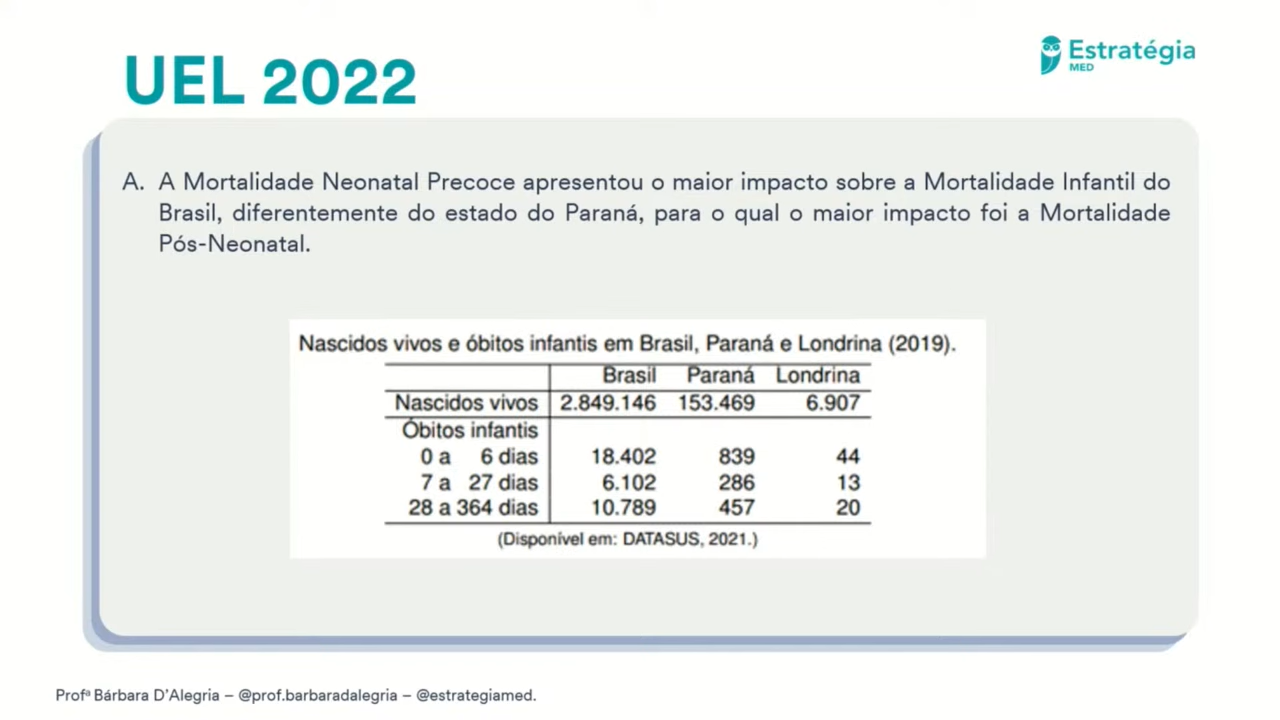 UEL 2022
Estratégia
MED
A. A Mortalidade Neonatal Precoce apresentou o maior impacto sobre a Mortalidade Infantil do
Brasil, diferentemente do estado do Paraná, para o qual o maior impacto foi a Mortalidade
Pós-Neonatal.
Nascidos vivos e óbitos infantis em Brasil, Paraná e Londrina (2019).
Brasil Paraná Londrina
Nascidos vivos 2.849.146 153.469 6.907
Óbitos infantis
0 a 6 dias 18.402 839 44
7 a 27 dias 6.102 286 13
28 a 364 dias 10.789 457 20
(Disponível em: DATASUS, 2021.)
Profª Bárbara D'Alegria – @prof.barbaradalegria – @estrategiamed.